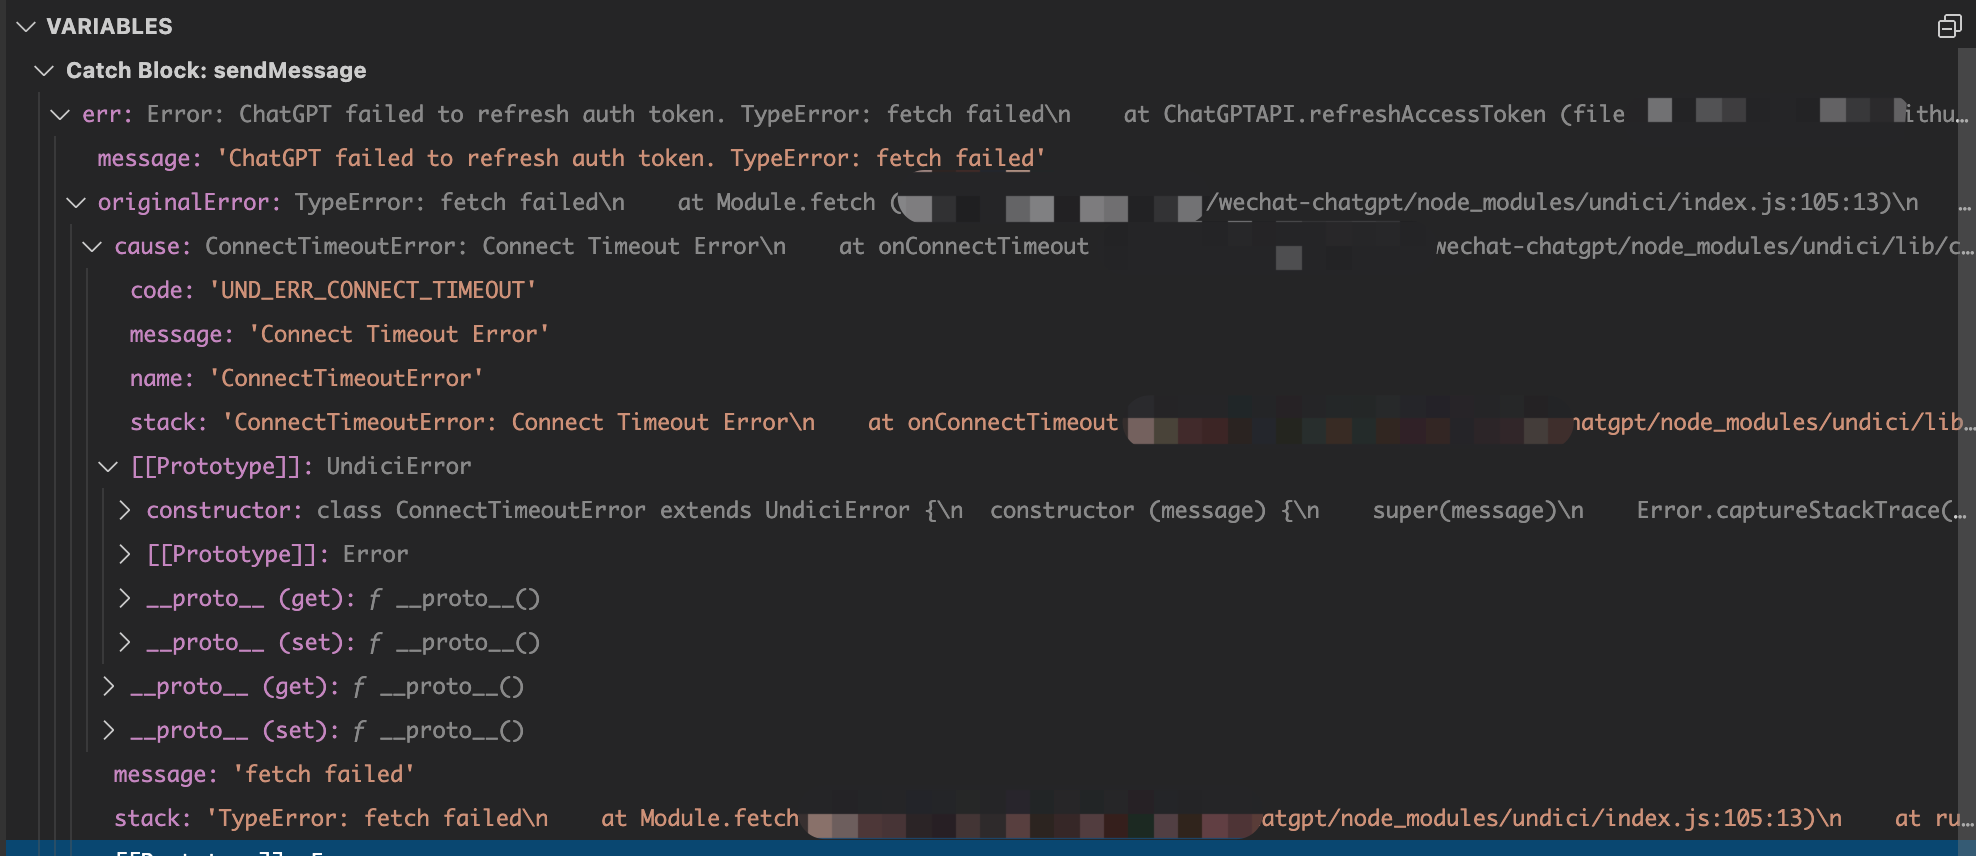 VARIABLES
Catch Block: sendMessage
err: Error: ChatGPT failed to refresh auth token. TypeError: fetch failed\n    at ChatGPTAPI.refreshAccessToken (file ithu…
message: 'ChatGPT failed to refresh auth token. TypeError: fetch failed'
originalError: TypeError: fetch failed\n    at Module.fetch (/wechat-chatgpt/node_modules/undici/index.js:105:13)\n  …
cause: ConnectTimeoutError: Connect Timeout Error\n    at onConnectTimeout wechat-chatgpt/node_modules/undici/lib/c…
code: 'UND_ERR_CONNECT_TIMEOUT'
message: 'Connect Timeout Error'
name: 'ConnectTimeoutError'
stack: 'ConnectTimeoutError: Connect Timeout Error\n    at onConnectTimeout hatgpt/node_modules/undici/lib…
[[Prototype]]: UndiciError
constructor: class ConnectTimeoutError extends UndiciError {\n  constructor (message) {\n    super(message)\n    Error.captureStackTrace(…
[[Prototype]]: Error
__proto__ (get): ƒ __proto__()
__proto__ (set): ƒ __proto__()
__proto__ (get): ƒ __proto__()
__proto__ (set): ƒ __proto__()
message: 'fetch failed'
stack: 'TypeError: fetch failed\n    at Module.fetch atgpt/node_modules/undici/index.js:105:13)\n    at ru…